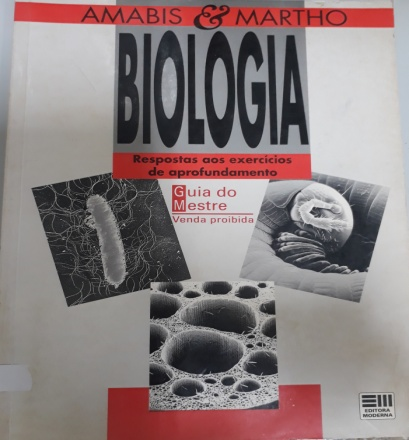 AMABIS & MARTHO
BIOLOGIA
Respostas aos exercícios
de aprofundamento
Guia do
Mestre
Venda proibida
EDITORA
MODERNA